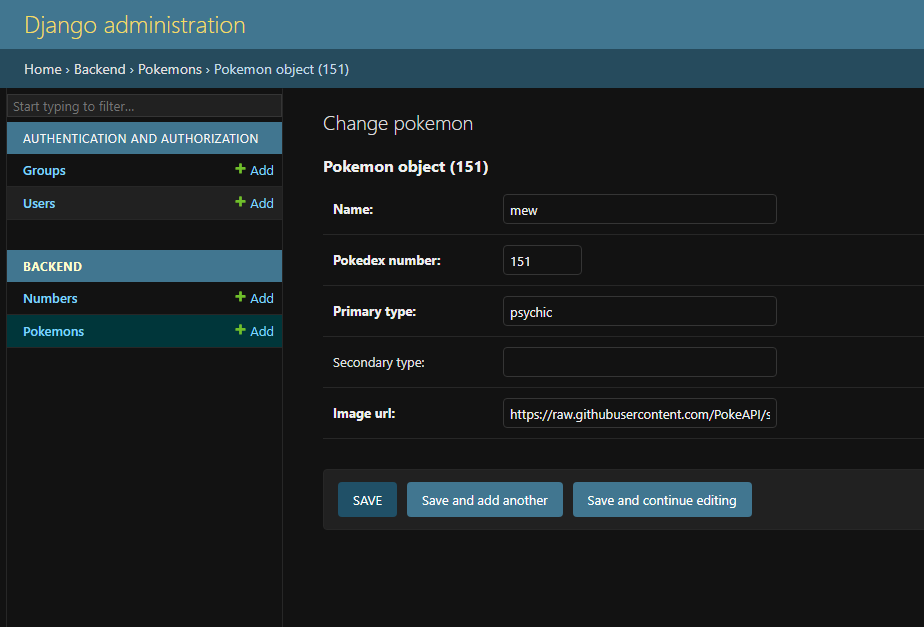 Django administration
Home › Backend › Pokemons › Pokemon object (151)
Start typing to filter...
AUTHENTICATION AND AUTHORIZATION
Groups + Add
Users + Add
BACKEND
Numbers + Add
Pokemons + Add
Change pokemon
Pokemon object (151)
Name: mew
Pokedex number: 151
Primary type: psychic
Secondary type:
Image url: https://raw.githubusercontent.com/PokeAPI/s
SAVE Save and add another Save and continue editing